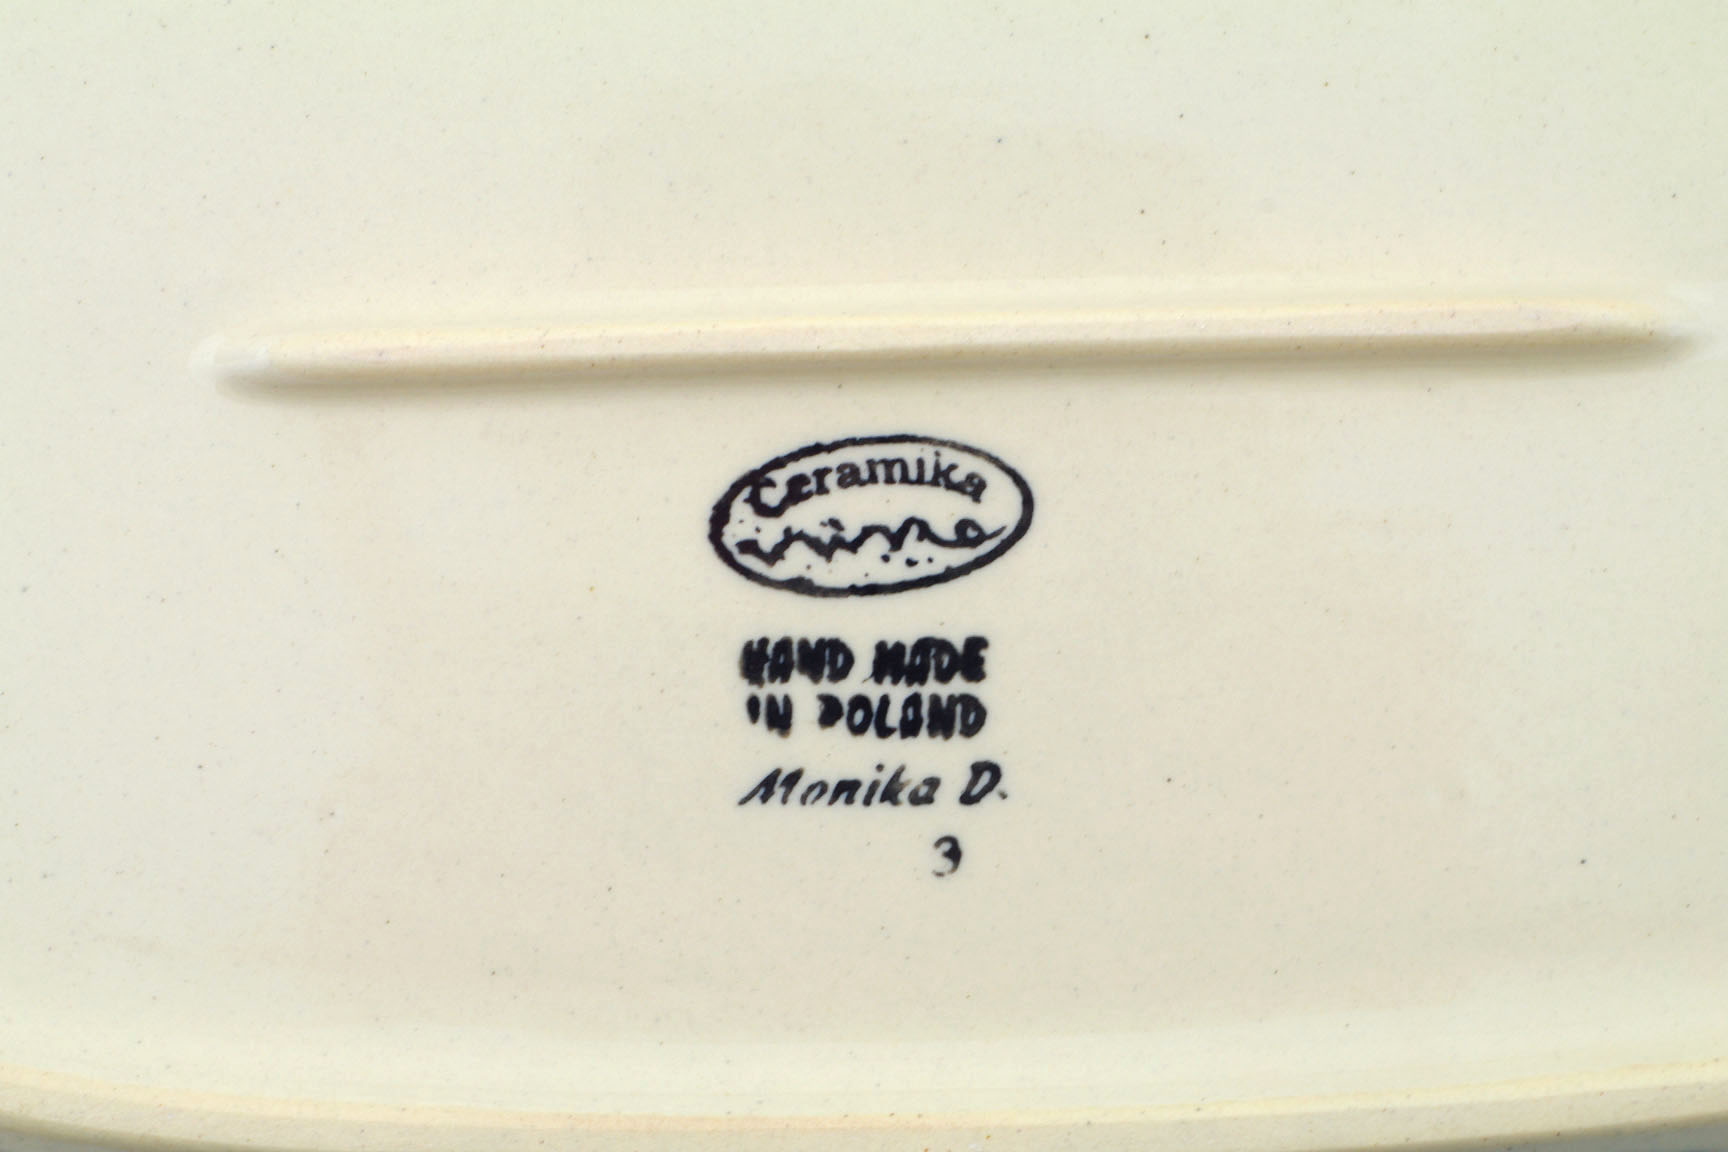 Ceramika
HAND MADE
IN POLAND
Monika D.
3